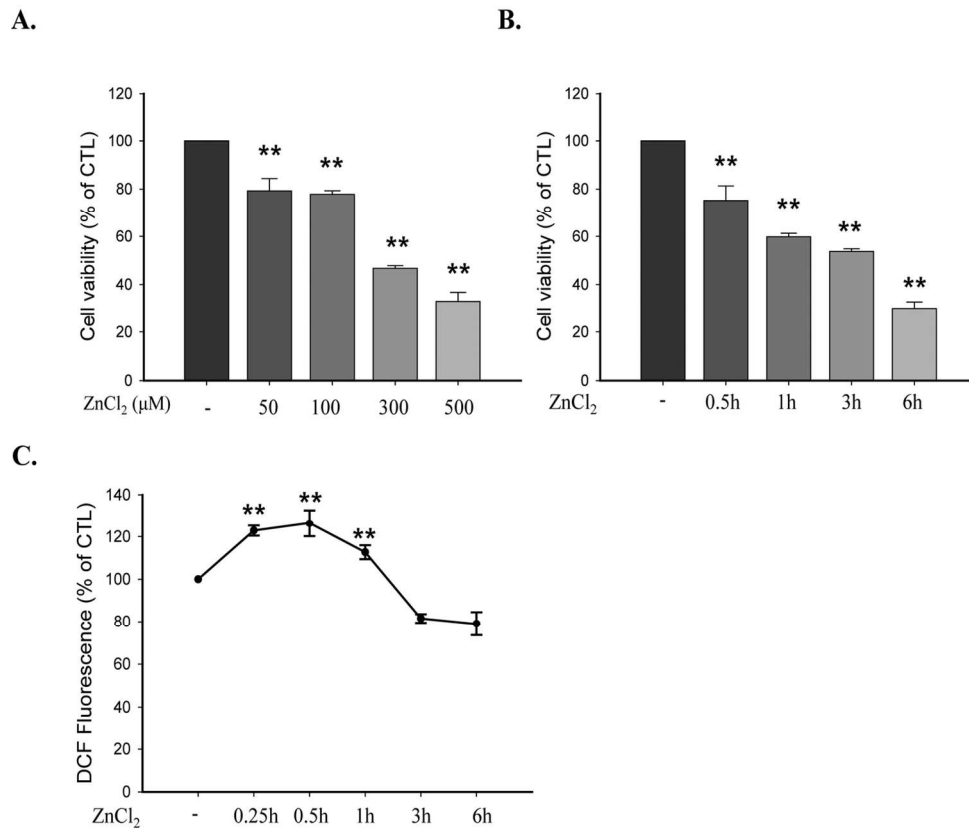 A.
120
100
80
60
40
20
0
Cell vaibility (% of CTL)
**
**
**
**
ZnCl₂ (μM)
- 50 100 300 500
B.
120
100
80
60
40
20
0
Cell viability (% of CTL)
**
**
**
**
ZnCl₂
- 0.5h 1h 3h 6h
C.
140
120
100
80
60
40
20
0
DCF Fluorescence (% of CTL)
**
**
**
ZnCl₂
- 0.25h 0.5h 1h 3h 6h